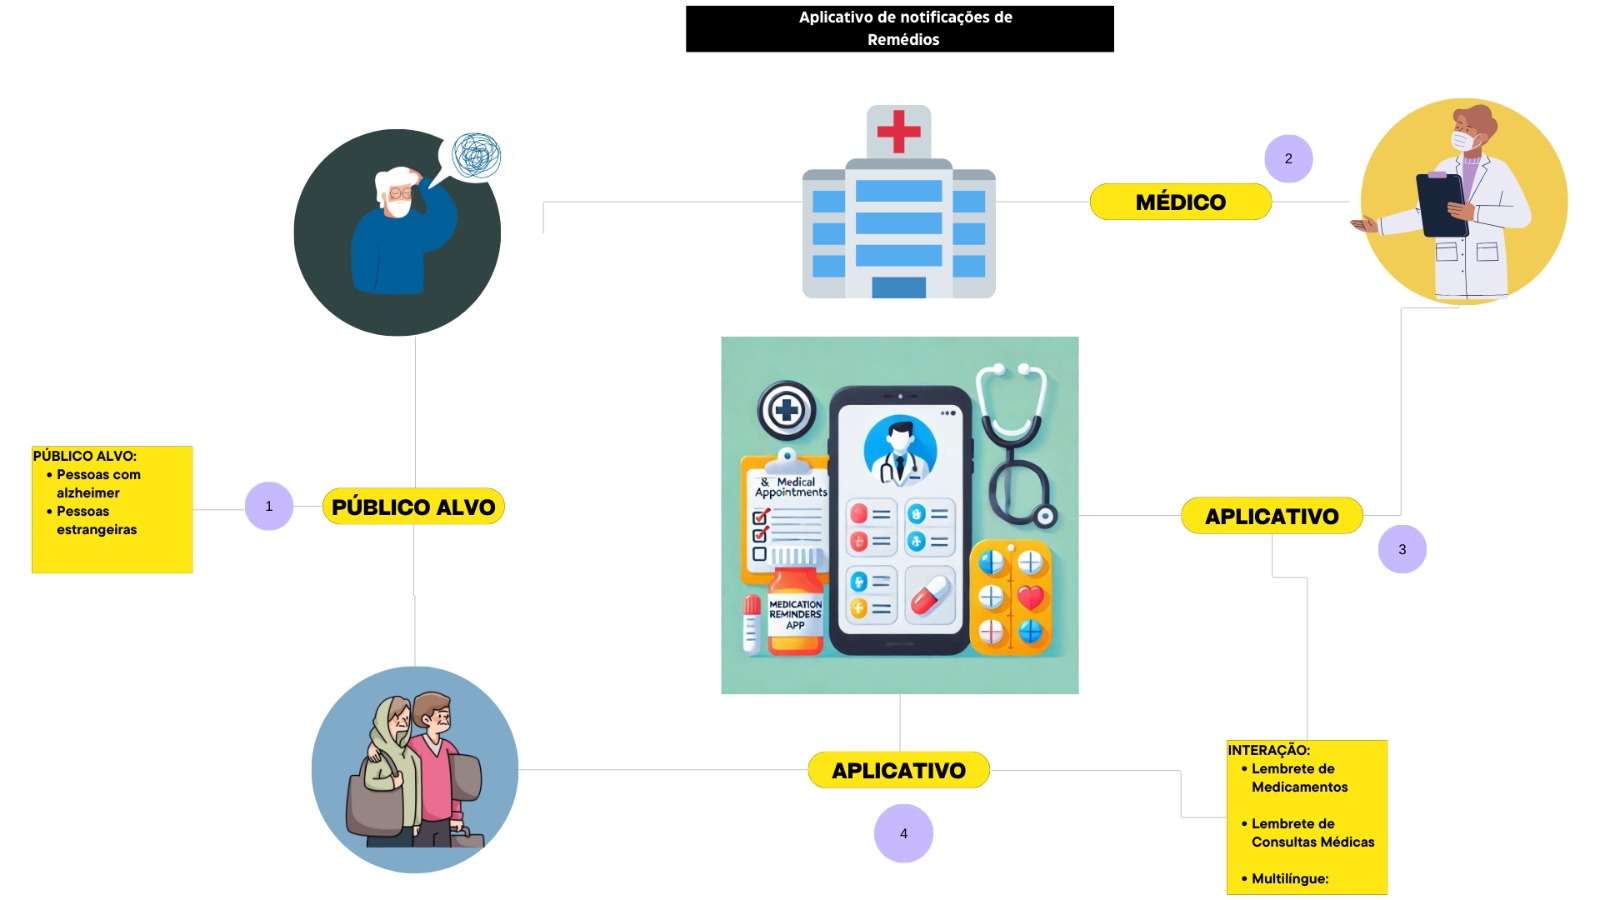 Aplicativo de notificações de
Remédios
2
MÉDICO
PÚBLICO ALVO:
• Pessoas com
alzheimer
• Pessoas
estrangeiras
1
PÚBLICO ALVO
& Medical
Appointments
MEDICATION
REMINDERS
APP
APLICATIVO
3
APLICATIVO
4
INTERAÇÃO:
• Lembrete de
Medicamentos
• Lembrete de
Consultas Médicas
• Multilíngue: